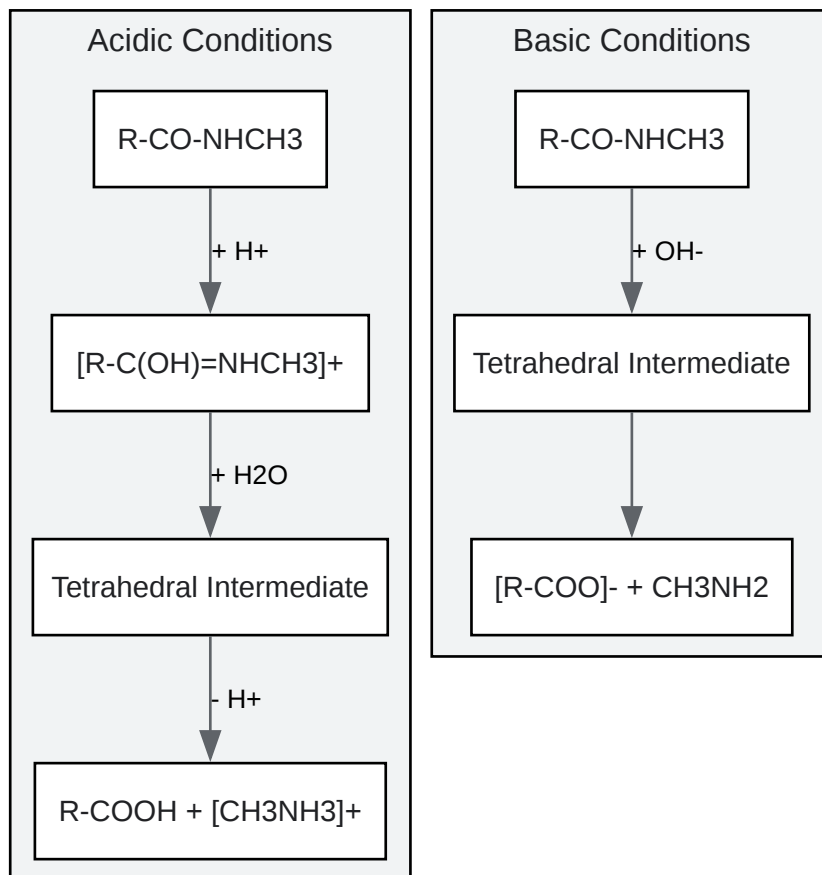 Acidic Conditions
R-CO-NHCH3
+ H+
[R-C(OH)=NHCH3]+
+ H2O
Tetrahedral Intermediate
- H+
R-COOH + [CH3NH3]+
Basic Conditions
R-CO-NHCH3
+ OH-
Tetrahedral Intermediate
[R-COO]- + CH3NH2